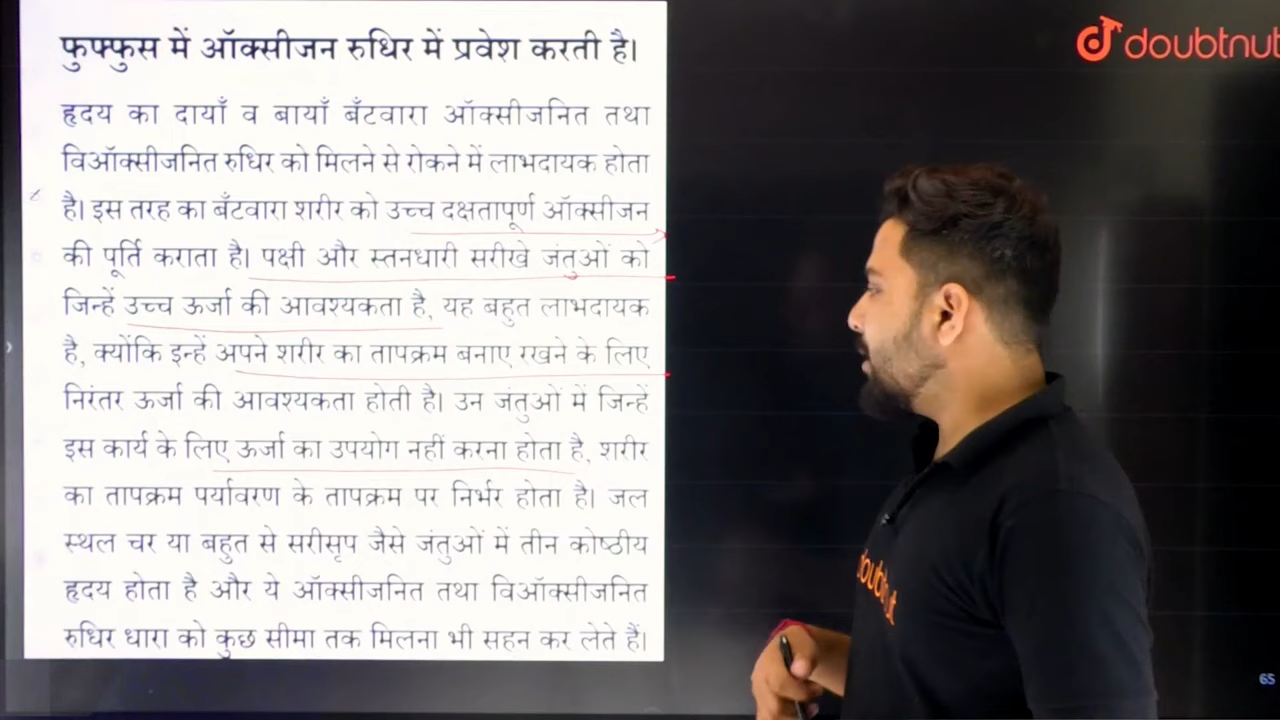 फुफ्फुस में ऑक्सीजन रुधिर में प्रवेश करती है।
हृदय का दायाँ व बायाँ बँटवारा ऑक्सीजनित तथा
विऑक्सीजनित रुधिर को मिलने से रोकने में लाभदायक होता
है। इस तरह का बँटवारा शरीर को उच्च दक्षतापूर्ण ऑक्सीजन
की पूर्ति कराता है। पक्षी और स्तनधारी सरीखे जंतुओं को
जिन्हें उच्च ऊर्जा की आवश्यकता है, यह बहुत लाभदायक
है, क्योंकि इन्हें अपने शरीर का तापक्रम बनाए रखने के लिए
निरंतर ऊर्जा की आवश्यकता होती है। उन जंतुओं में जिन्हें
इस कार्य के लिए ऊर्जा का उपयोग नहीं करना होता है, शरीर
का तापक्रम पर्यावरण के तापक्रम पर निर्भर होता है। जल
स्थल चर या बहुत से सरीसृप जैसे जंतुओं में तीन कोष्ठीय
हृदय होता है और ये ऑक्सीजनित तथा विऑक्सीजनित
रुधिर धारा को कुछ सीमा तक मिलना भी सहन कर लेते हैं।
doubtnut
doubtnut
65